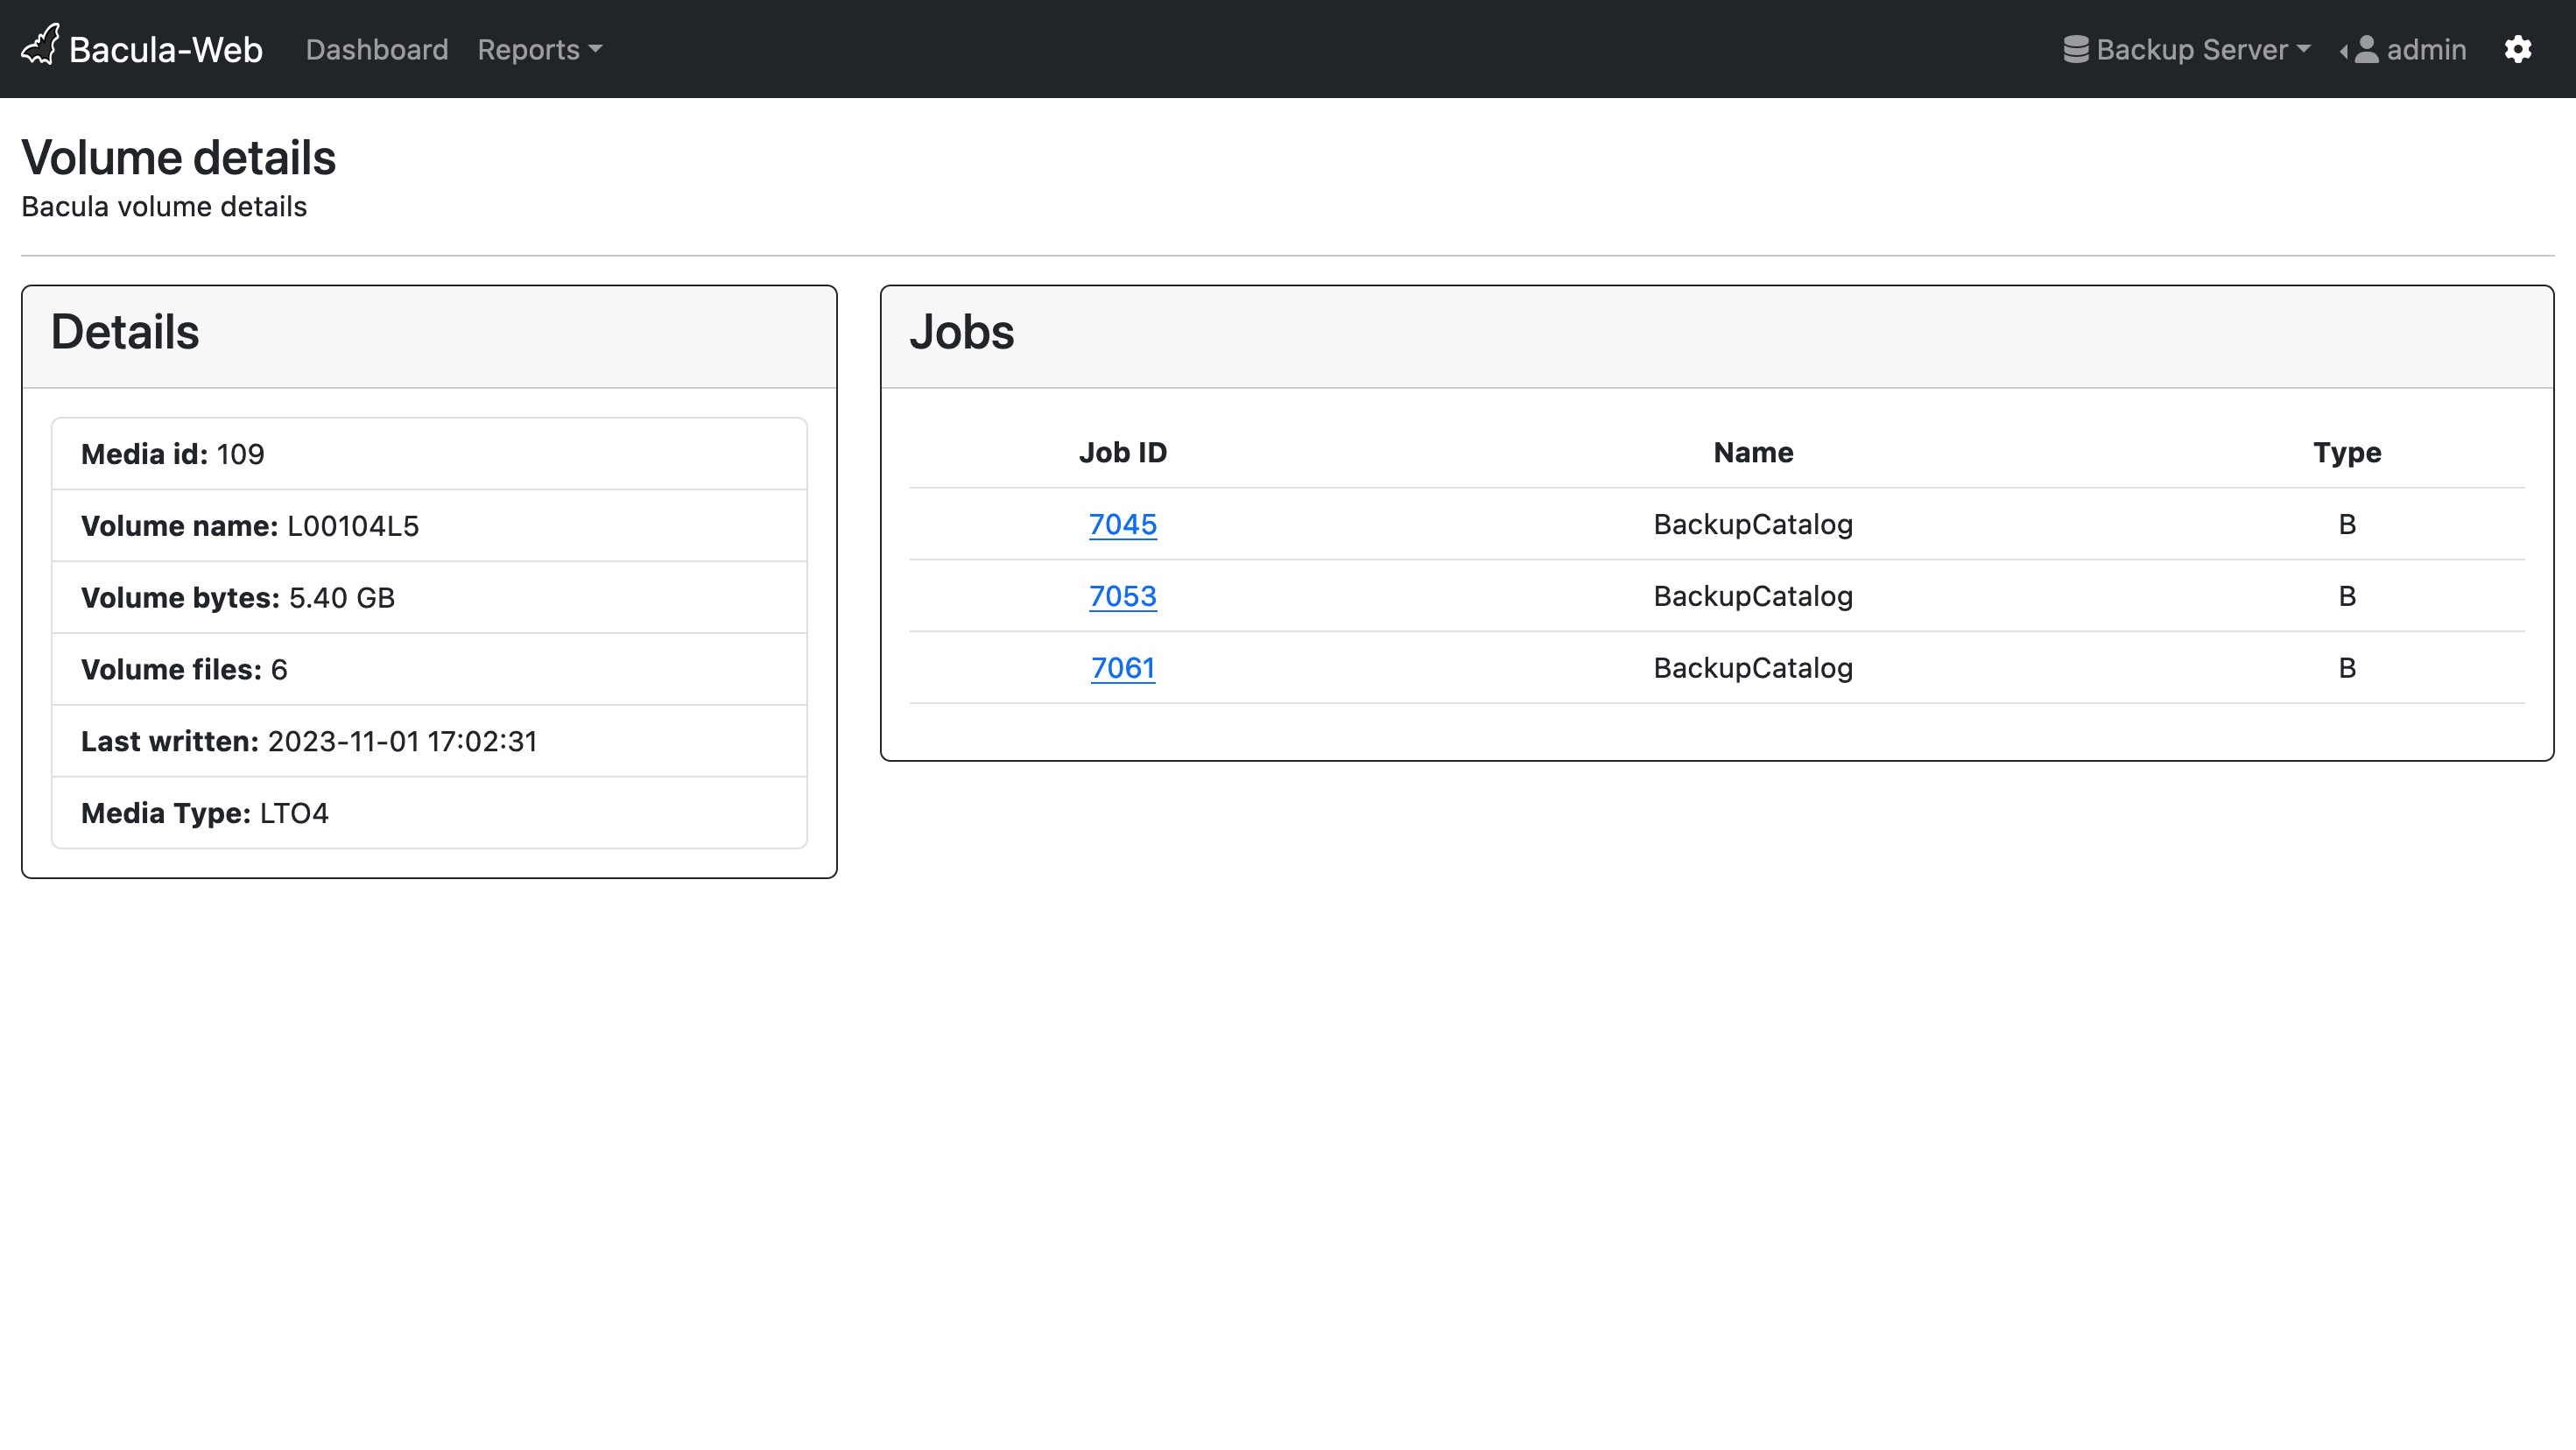 Bacula-Web Dashboard Reports Backup Server admin
Volume details
Bacula volume details
Details
Media id: 109
Volume name: L00104L5
Volume bytes: 5.40 GB
Volume files: 6
Last written: 2023-11-01 17:02:31
Media Type: LTO4
Jobs
Job ID Name Type
7045 BackupCatalog B
7053 BackupCatalog B
7061 BackupCatalog B